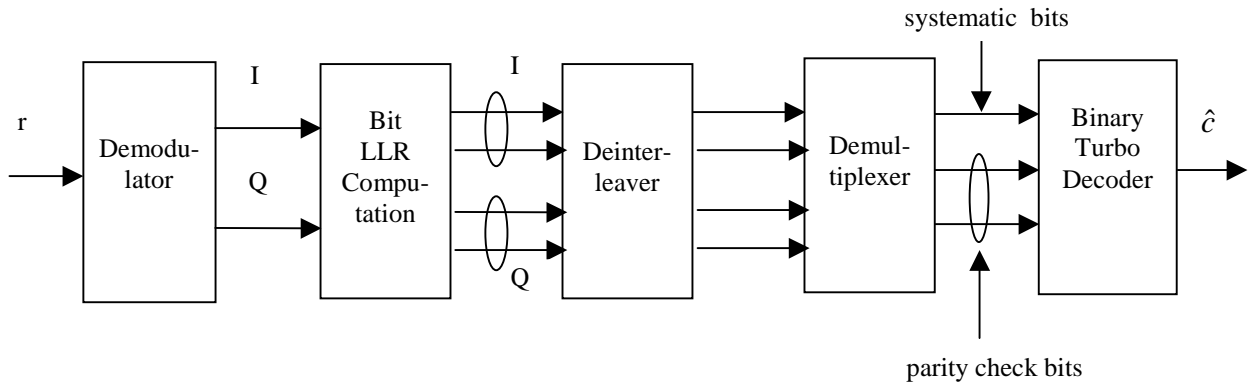 systematic bits
r
Demodu-
lator
I
Q
Bit
LLR
Compu-
tation
I
Q
Deinter-
leaver
Demul-
tiplexer
Binary
Turbo
Decoder
ĉ
parity check bits